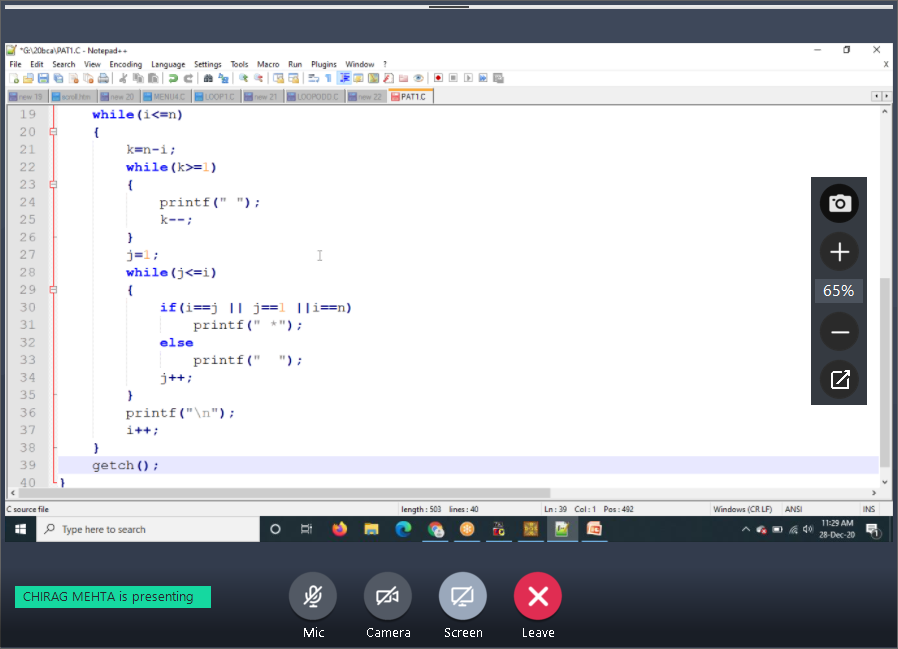 *G:\20bca\PAT1.C - Notepad++
File Edit Search View Encoding Language Settings Tools Macro Run Plugins Window ? X
new 19 scroll.htm new 20 MENU4.C LOOP1.C new 21 LOOPDO0.C new 22 PAT1.C
19 while(i<=n)
20 {
21 k=n-i;
22 while(k>=1)
23 {
24 printf(" ");
25 k--;
26 }
27 j=1;
28 while(j<=i)
29 {
30 if(i==j || j==1 ||i==n)
31 printf(" *");
32 else
33 printf("  ");
34 j++;
35 }
36 printf("\n");
37 i++;
38 }
39 getch();
40 }
65%
C source file length : 503 lines : 40 Ln : 39 Col : 1 Pos : 492 Windows (CR LF) ANSI INS
Type here to search
11:29 AM
28-Dec-20
1
CHIRAG MEHTA is presenting
Mic Camera Screen Leave